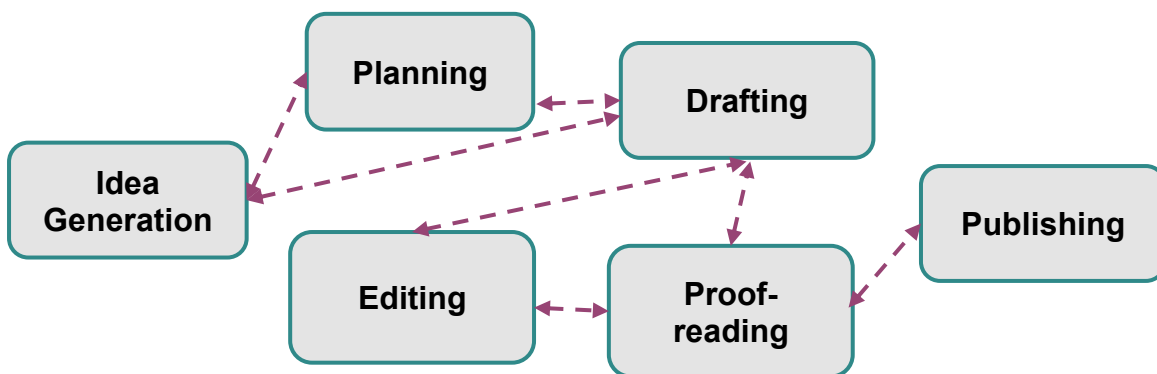 Planning
Drafting
Idea
Generation
Publishing
Editing
Proof-
reading